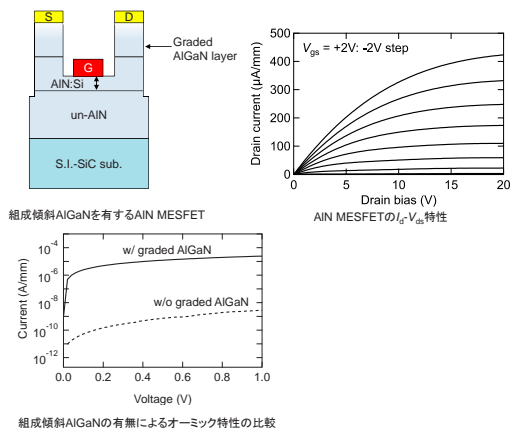 S
D
Graded
AlGaN layer
G
AlN:Si
un-AlN
S.I.-SiC sub.
組成傾斜AlGaNを有するAlN MESFET
500
400
300
200
100
0
Drain current (μA/mm)
Vgs = +2V: -2V step
0
5
10
15
20
Drain bias (V)
AlN MESFETのId-Vds特性
10-4
10-6
10-8
10-10
10-12
Current (A/mm)
w/ graded AlGaN
w/o graded AlGaN
0.0
0.2
0.4
0.6
0.8
1.0
Voltage (V)
組成傾斜AlGaNの有無によるオーミック特性の比較